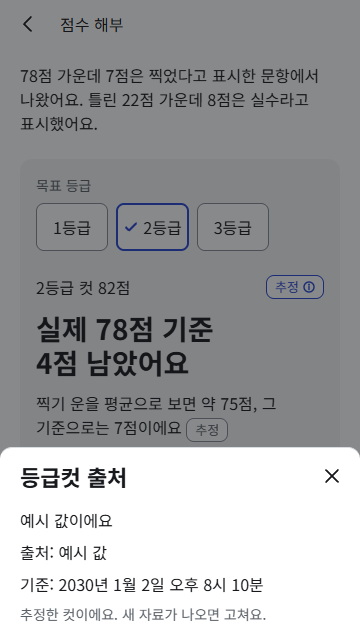 점수 해부
78점 가운데 7점은 찍었다고 표시한 문항에서
나왔어요. 틀린 22점 가운데 8점은 실수라고
표시했어요.
목표 등급
1등급
2등급
3등급
2등급 컷 82점
추정
실제 78점 기준
4점 남았어요
찍기 운을 평균으로 보면 약 75점, 그
기준으로는 7점이에요 추정
등급컷 출처
예시 값이에요
출처: 예시 값
기준: 2030년 1월 2일 오후 8시 10분
추정한 컷이에요. 새 자료가 나오면 고쳐요.